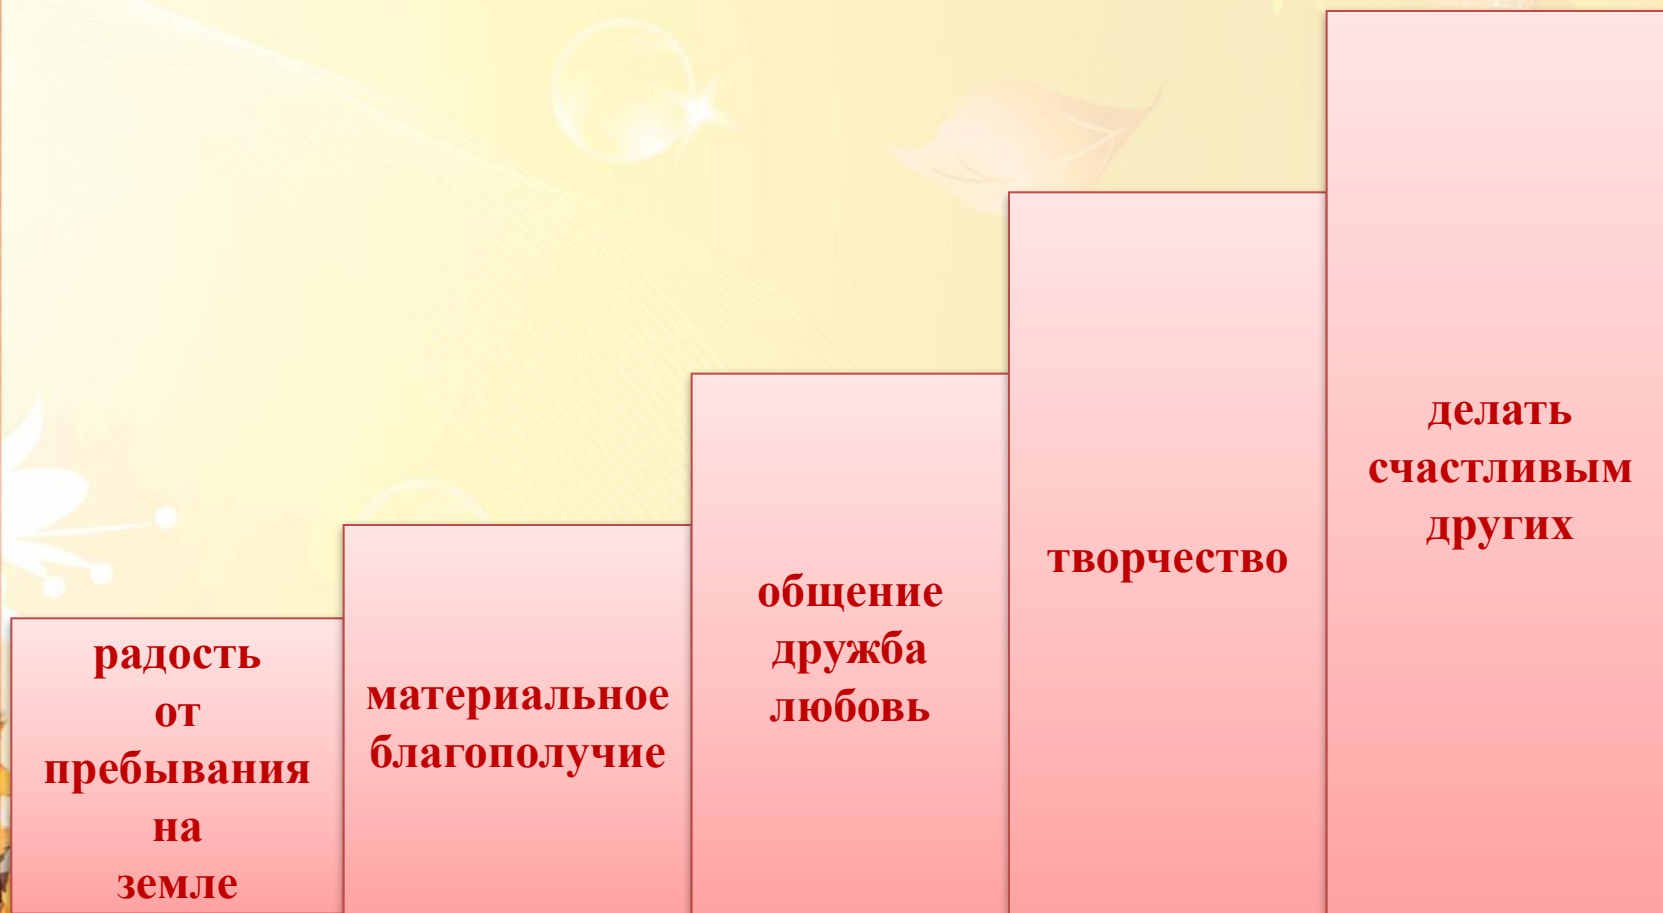 радость
от
пребывания
на
земле
материальное
благополучие
общение
дружба
любовь
творчество
делать
счастливым
других